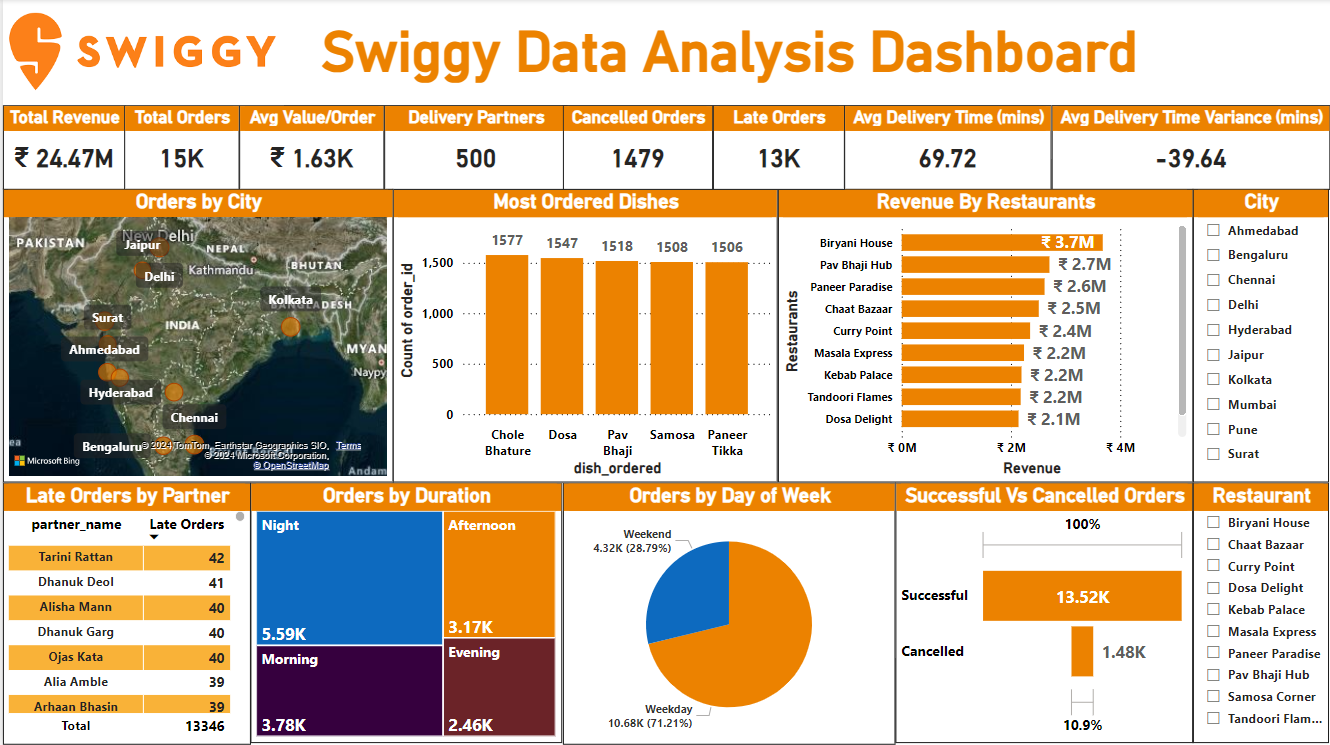 SWIGGY
Swiggy Data Analysis Dashboard
Total Revenue
₹ 24.47M
Total Orders
15K
Avg Value/Order
₹ 1.63K
Delivery Partners
500
Cancelled Orders
1479
Late Orders
13K
Avg Delivery Time (mins)
69.72
Avg Delivery Time Variance (mins)
-39.64
Orders by City
PAKISTAN
New Delhi
Jaipur
NEPAL
Kathmandu
BHUTAN
Delhi
Kolkata
BANGLADESH
Surat
INDIA
Ahmedabad
MYAN
Naypy
Hyderabad
Chennai
Bengaluru
© 2024 TomTom, Earthstar Geographics SIO, Terms
© 2024 Microsoft Corporation,
© OpenStreetMap
Microsoft Bing
Andam
Most Ordered Dishes
Count of order_id
1,500
1,000
500
0
1577
1547
1518
1508
1506
Chole
Bhature
Dosa
Pav
Bhaji
Samosa
Paneer
Tikka
dish_ordered
Revenue By Restaurants
Restaurants
Biryani House ₹ 3.7M
Pav Bhaji Hub ₹ 2.7M
Paneer Paradise ₹ 2.6M
Chaat Bazaar ₹ 2.5M
Curry Point ₹ 2.4M
Masala Express ₹ 2.2M
Kebab Palace ₹ 2.2M
Tandoori Flames ₹ 2.2M
Dosa Delight ₹ 2.1M
₹ 0M ₹ 2M ₹ 4M
Revenue
City
Ahmedabad
Bengaluru
Chennai
Delhi
Hyderabad
Jaipur
Kolkata
Mumbai
Pune
Surat
Late Orders by Partner
partner_name Late Orders
Tarini Rattan 42
Dhanuk Deol 41
Alisha Mann 40
Dhanuk Garg 40
Ojas Kata 40
Alia Amble 39
Arhaan Bhasin 39
Total 13346
Orders by Duration
Night
5.59K
Afternoon
3.17K
Morning
3.78K
Evening
2.46K
Orders by Day of Week
Weekend
4.32K (28.79%)
Weekday
10.68K (71.21%)
Successful Vs Cancelled Orders
100%
Successful 13.52K
Cancelled 1.48K
10.9%
Restaurant
Biryani House
Chaat Bazaar
Curry Point
Dosa Delight
Kebab Palace
Masala Express
Paneer Paradise
Pav Bhaji Hub
Samosa Corner
Tandoori Flam...